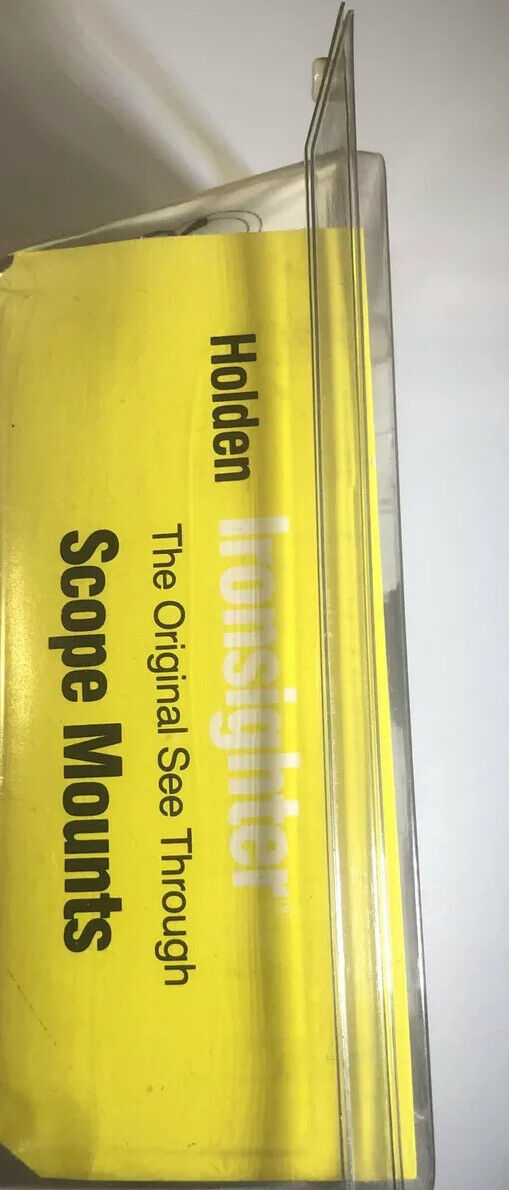 Holden Ironsighter®
The Original See Through
Scope Mounts